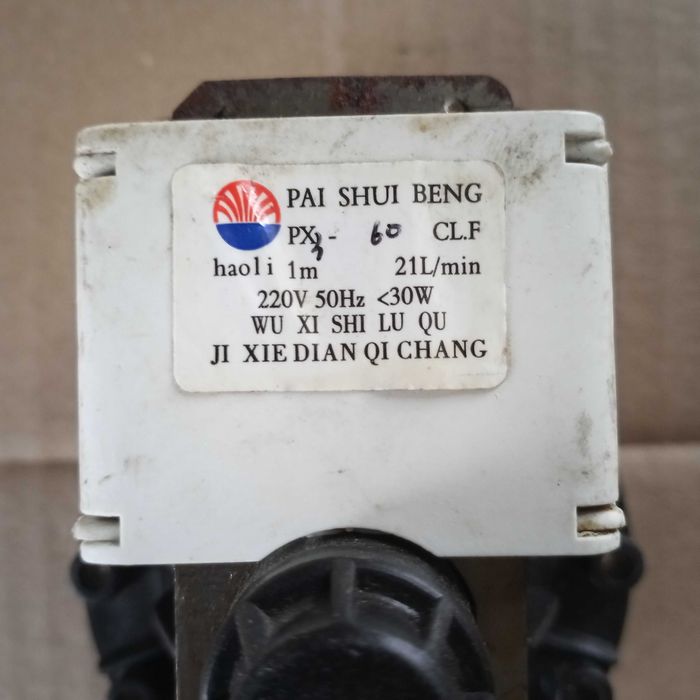 PAI SHUI BENG
PX3- 60 CL.F
haoli 1m 21L/min
220V 50Hz <30W
WU XI SHI LU QU
JI XIE DIAN QI CHANG